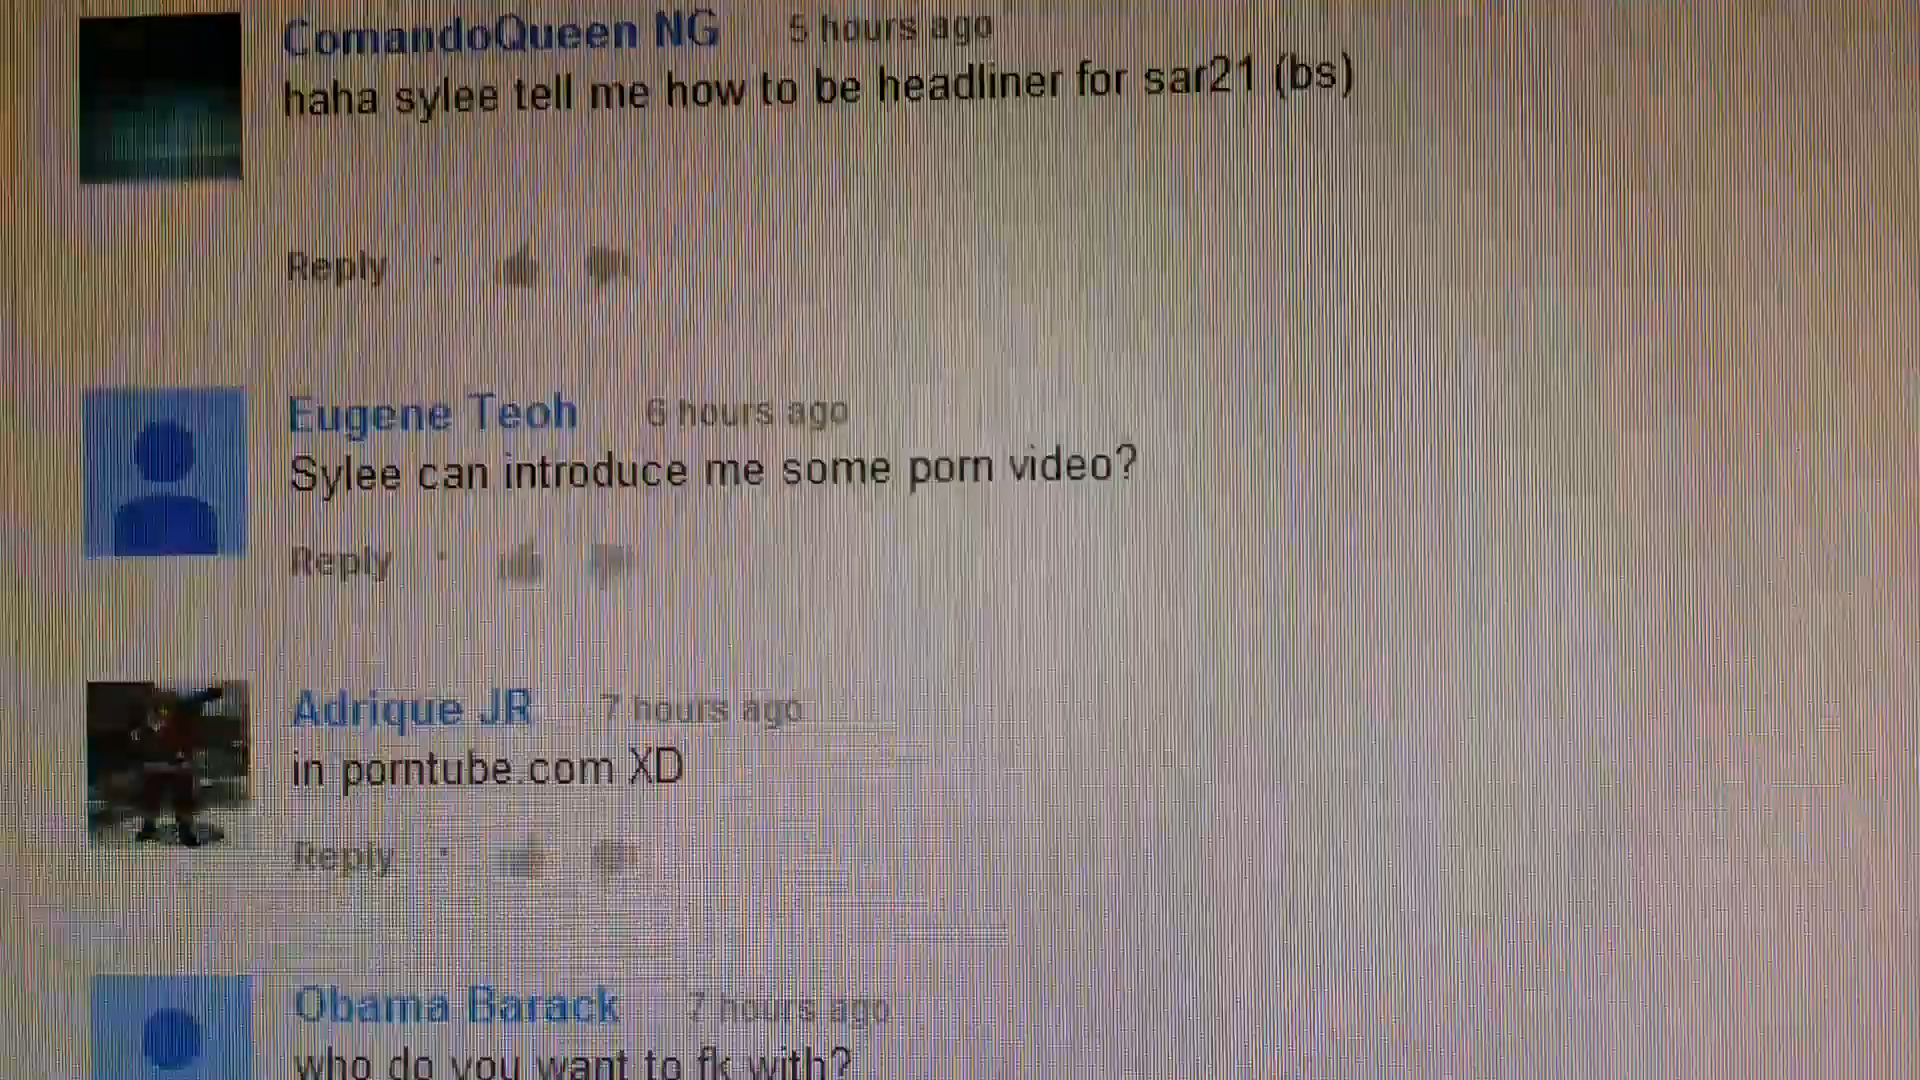 ComandoQueen NG 5 hours ago
haha sylee tell me how to be headliner for sar21 (bs)
Reply
Eugene Teoh 6 hours ago
Sylee can introduce me some porn video?
Reply
Adrique JR 7 hours ago
in porntube.com XD
Reply
Obama Barack 7 hours ago
who do you want to fk with?